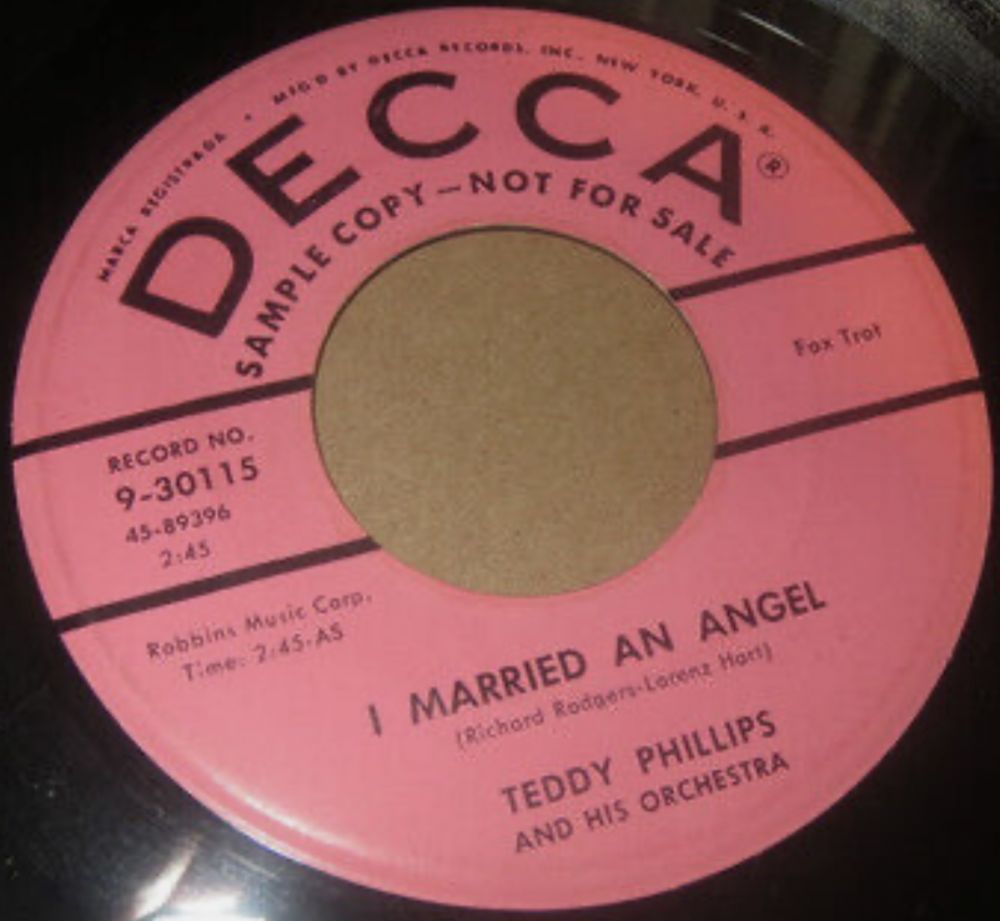 MARCA REGISTRADA • MFG'D BY DECCA RECORDS, INC., NEW YORK, U. S. A.
DECCA®
SAMPLE COPY—NOT FOR SALE
Fox Trot
RECORD NO.
9-30115
45-89396
2:45
Robbins Music Corp.
Time: 2:45-AS
I MARRIED AN ANGEL
(Richard Rodgers-Lorenz Hart)
TEDDY PHILLIPS
AND HIS ORCHESTRA